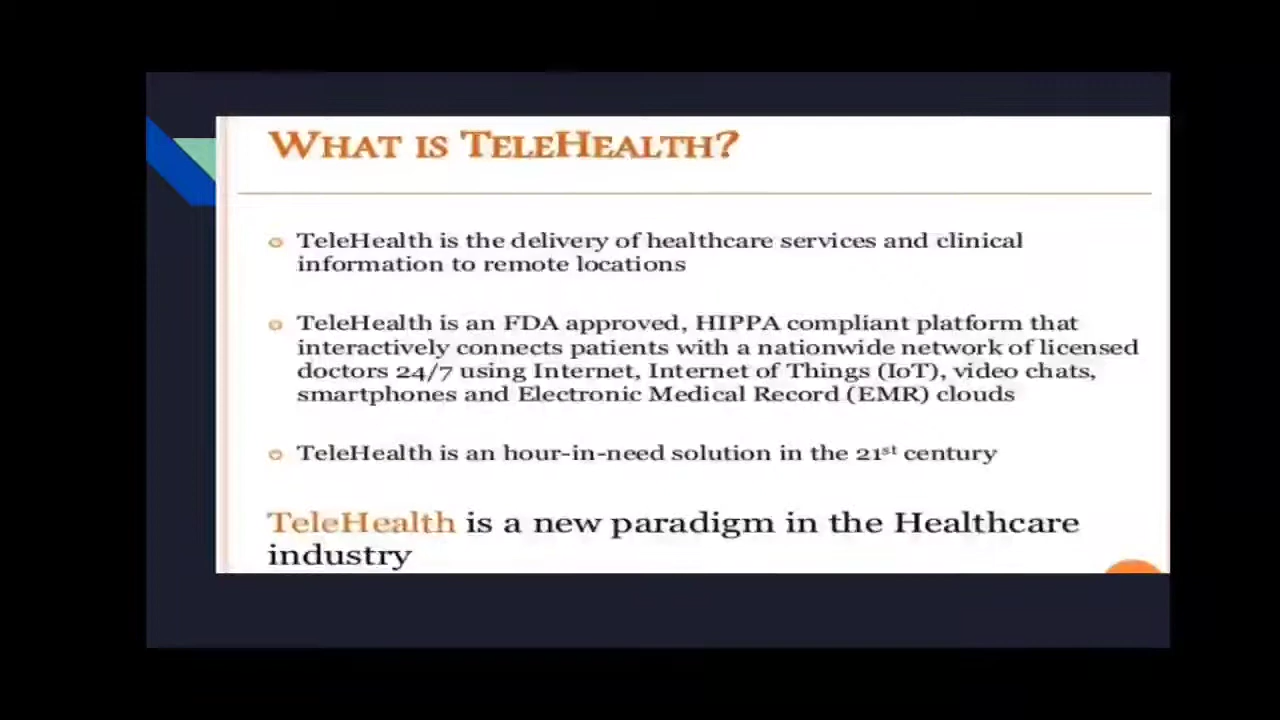 WHAT IS TELEHEALTH?
TeleHealth is the delivery of healthcare services and clinical
information to remote locations
TeleHealth is an FDA approved, HIPPA compliant platform that
interactively connects patients with a nationwide network of licensed
doctors 24/7 using Internet, Internet of Things (IoT), video chats,
smartphones and Electronic Medical Record (EMR) clouds
TeleHealth is an hour-in-need solution in the 21st century
TeleHealth is a new paradigm in the Healthcare
industry